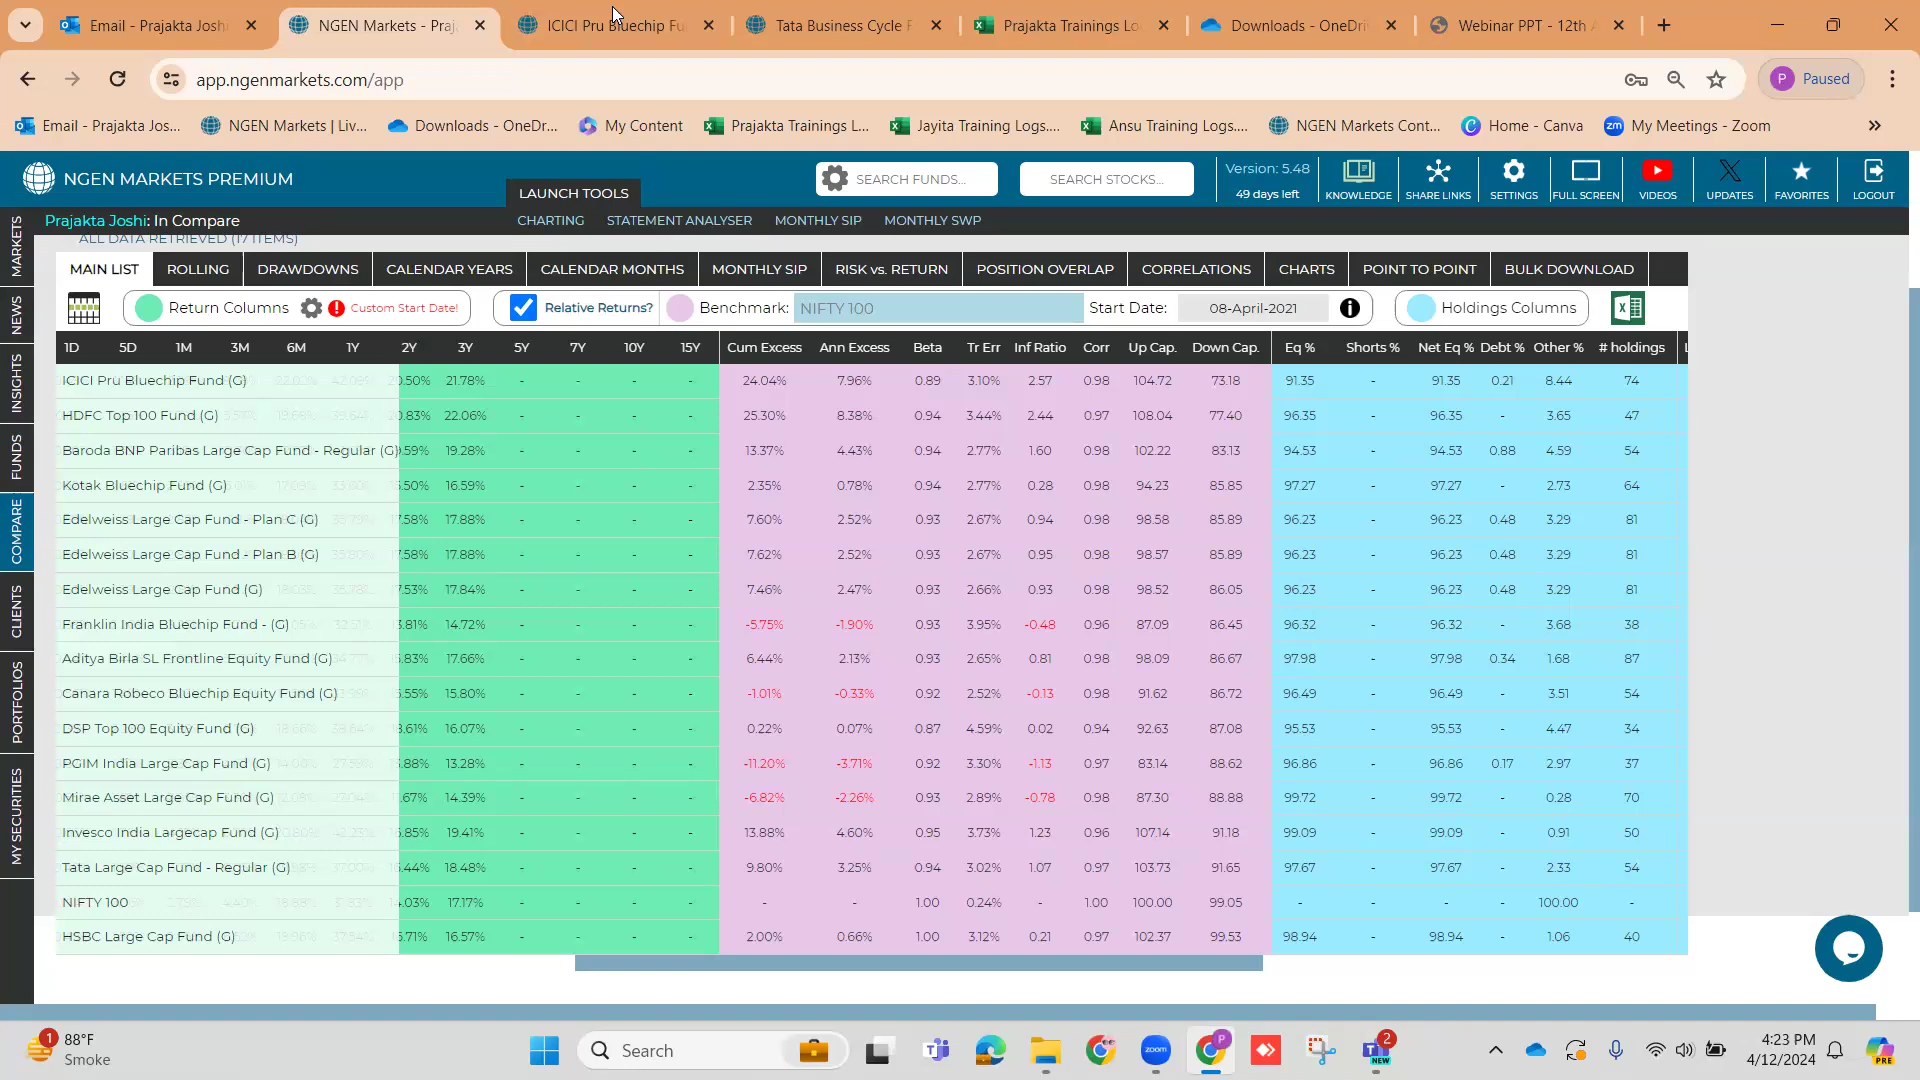 Email - Prajakta Joshi
NGEN Markets - Praj
ICICI Pru Bluechip Fu
Tata Business Cycle F
Prajakta Trainings Lo
Downloads - OneDri
Webinar PPT - 12th A
app.ngenmarkets.com/app
Paused
Email - Prajakta Jos...
NGEN Markets | Liv...
Downloads - OneDr...
My Content
Prajakta Trainings L...
Jayita Training Logs....
Ansu Training Logs....
NGEN Markets Cont...
Home - Canva
My Meetings - Zoom
NGEN MARKETS PREMIUM
LAUNCH TOOLS
SEARCH FUNDS...
SEARCH STOCKS...
Version: 5.48
49 days left
KNOWLEDGE
SHARE LINKS
SETTINGS
FULL SCREEN
VIDEOS
UPDATES
FAVORITES
LOGOUT
Prajakta Joshi: In Compare
CHARTING STATEMENT ANALYSER MONTHLY SIP MONTHLY SWP
ALL DATA RETRIEVED (17 ITEMS)
MARKETS
NEWS
INSIGHTS
FUNDS
COMPARE
CLIENTS
PORTFOLIOS
MY SECURITIES
MAIN LIST ROLLING DRAWDOWNS CALENDAR YEARS CALENDAR MONTHS MONTHLY SIP RISK vs. RETURN POSITION OVERLAP CORRELATIONS CHARTS POINT TO POINT BULK DOWNLOAD
Return Columns Custom Start Date! Relative Returns? Benchmark: NIFTY 100 Start Date: 08-April-2021 Holdings Columns
1D 5D 1M 3M 6M 1Y 2Y 3Y 5Y 7Y 10Y 15Y Cum Excess Ann Excess Beta Tr Err Inf Ratio Corr Up Cap. Down Cap. Eq % Shorts % Net Eq % Debt % Other % # holdings
ICICI Pru Bluechip Fund (G) 21.78% - - - - 24.04% 7.96% 0.89 3.10% 2.57 0.98 104.72 73.18 91.35 - 91.35 0.21 8.44 74
HDFC Top 100 Fund (G) 22.06% - - - - 25.30% 8.38% 0.94 3.44% 2.44 0.97 108.04 77.40 96.35 - 96.35 - 3.65 47
Baroda BNP Paribas Large Cap Fund - Regular (G) 19.28% - - - - 13.37% 4.43% 0.94 2.77% 1.60 0.98 102.22 83.13 94.53 - 94.53 0.88 4.59 54
Kotak Bluechip Fund (G) 16.59% - - - - 2.35% 0.78% 0.94 2.77% 0.28 0.98 94.23 85.85 97.27 - 97.27 - 2.73 64
Edelweiss Large Cap Fund - Plan C (G) 17.88% - - - - 7.60% 2.52% 0.93 2.67% 0.94 0.98 98.58 85.89 96.23 - 96.23 0.48 3.29 81
Edelweiss Large Cap Fund - Plan B (G) 17.88% - - - - 7.62% 2.52% 0.93 2.67% 0.95 0.98 98.57 85.89 96.23 - 96.23 0.48 3.29 81
Edelweiss Large Cap Fund (G) 17.84% - - - - 7.46% 2.47% 0.93 2.66% 0.93 0.98 98.52 86.05 96.23 - 96.23 0.48 3.29 81
Franklin India Bluechip Fund - (G) 14.72% - - - - -5.75% -1.90% 0.93 3.95% -0.48 0.96 87.09 86.45 96.32 - 96.32 - 3.68 38
Aditya Birla SL Frontline Equity Fund (G) 17.66% - - - - 6.44% 2.13% 0.93 2.65% 0.81 0.98 98.09 86.67 97.98 - 97.98 0.34 1.68 87
Canara Robeco Bluechip Equity Fund (G) 15.80% - - - - -1.01% -0.33% 0.92 2.52% -0.13 0.98 91.62 86.72 96.49 - 96.49 - 3.51 54
DSP Top 100 Equity Fund (G) 16.07% - - - - 0.22% 0.07% 0.87 4.59% 0.02 0.94 92.63 87.08 95.53 - 95.53 - 4.47 34
PGIM India Large Cap Fund (G) 13.28% - - - - -11.20% -3.71% 0.92 3.30% -1.13 0.97 83.14 88.62 96.86 - 96.86 0.17 2.97 37
Mirae Asset Large Cap Fund (G) 14.39% - - - - -6.82% -2.26% 0.93 2.89% -0.78 0.98 87.30 88.88 99.72 - 99.72 - 0.28 70
Invesco India Largecap Fund (G) 19.41% - - - - 13.88% 4.60% 0.95 3.73% 1.23 0.96 107.14 91.18 99.09 - 99.09 - 0.91 50
Tata Large Cap Fund - Regular (G) 18.48% - - - - 9.80% 3.25% 0.94 3.02% 1.07 0.97 103.73 91.65 97.67 - 97.67 - 2.33 54
NIFTY 100 17.17% - - - - - - 1.00 0.24% - 1.00 100.00 99.05 - - - - 100.00 -
HSBC Large Cap Fund (G) 16.57% - - - - 2.00% 0.66% 1.00 3.12% 0.21 0.97 102.37 99.53 98.94 - 98.94 - 1.06 40
1
88°F
Smoke
Search
zoom
P
2
NEW
4:23 PM
4/12/2024
PRE